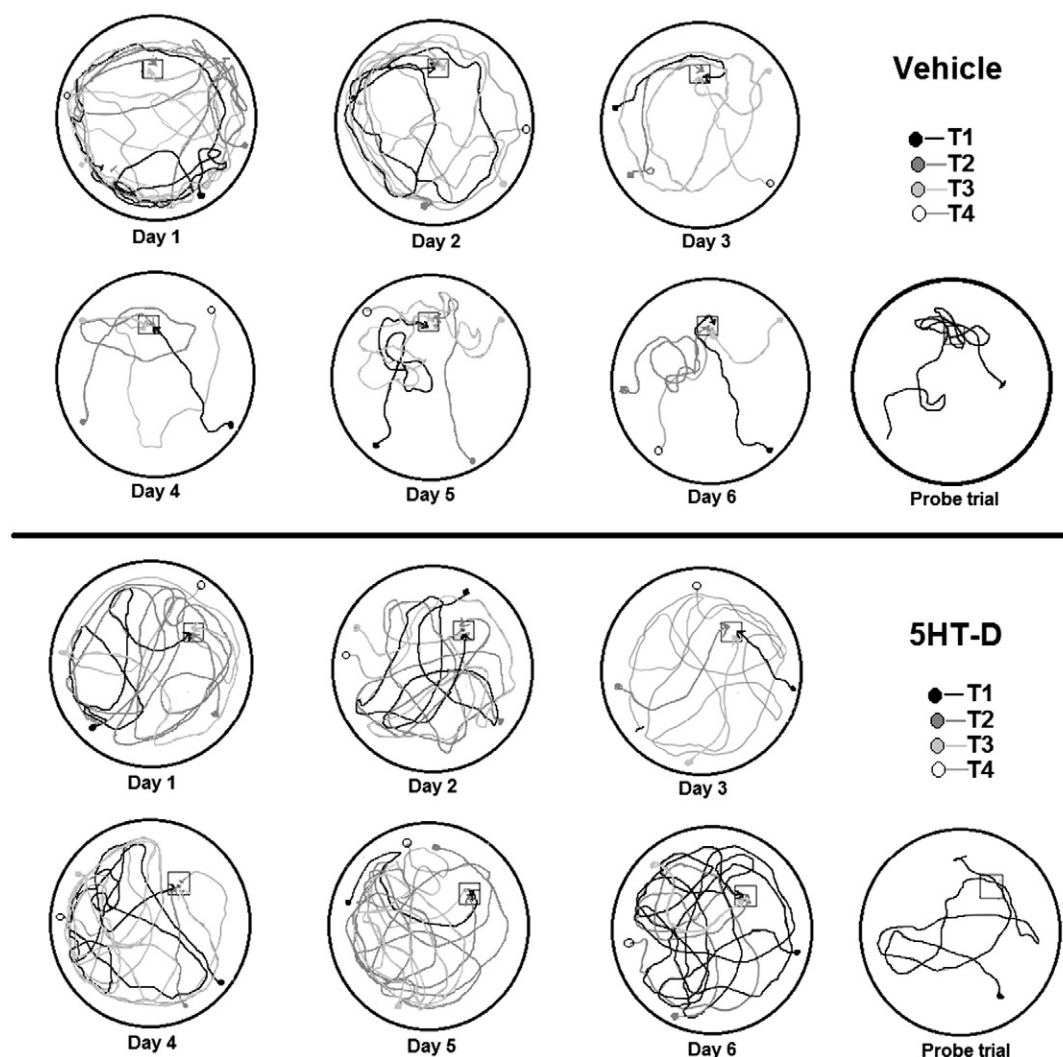 Vehicle
T1
T2
T3
T4
Day 1
Day 2
Day 3
Day 4
Day 5
Day 6
Probe trial
5HT-D
T1
T2
T3
T4
Day 1
Day 2
Day 3
Day 4
Day 5
Day 6
Probe trial